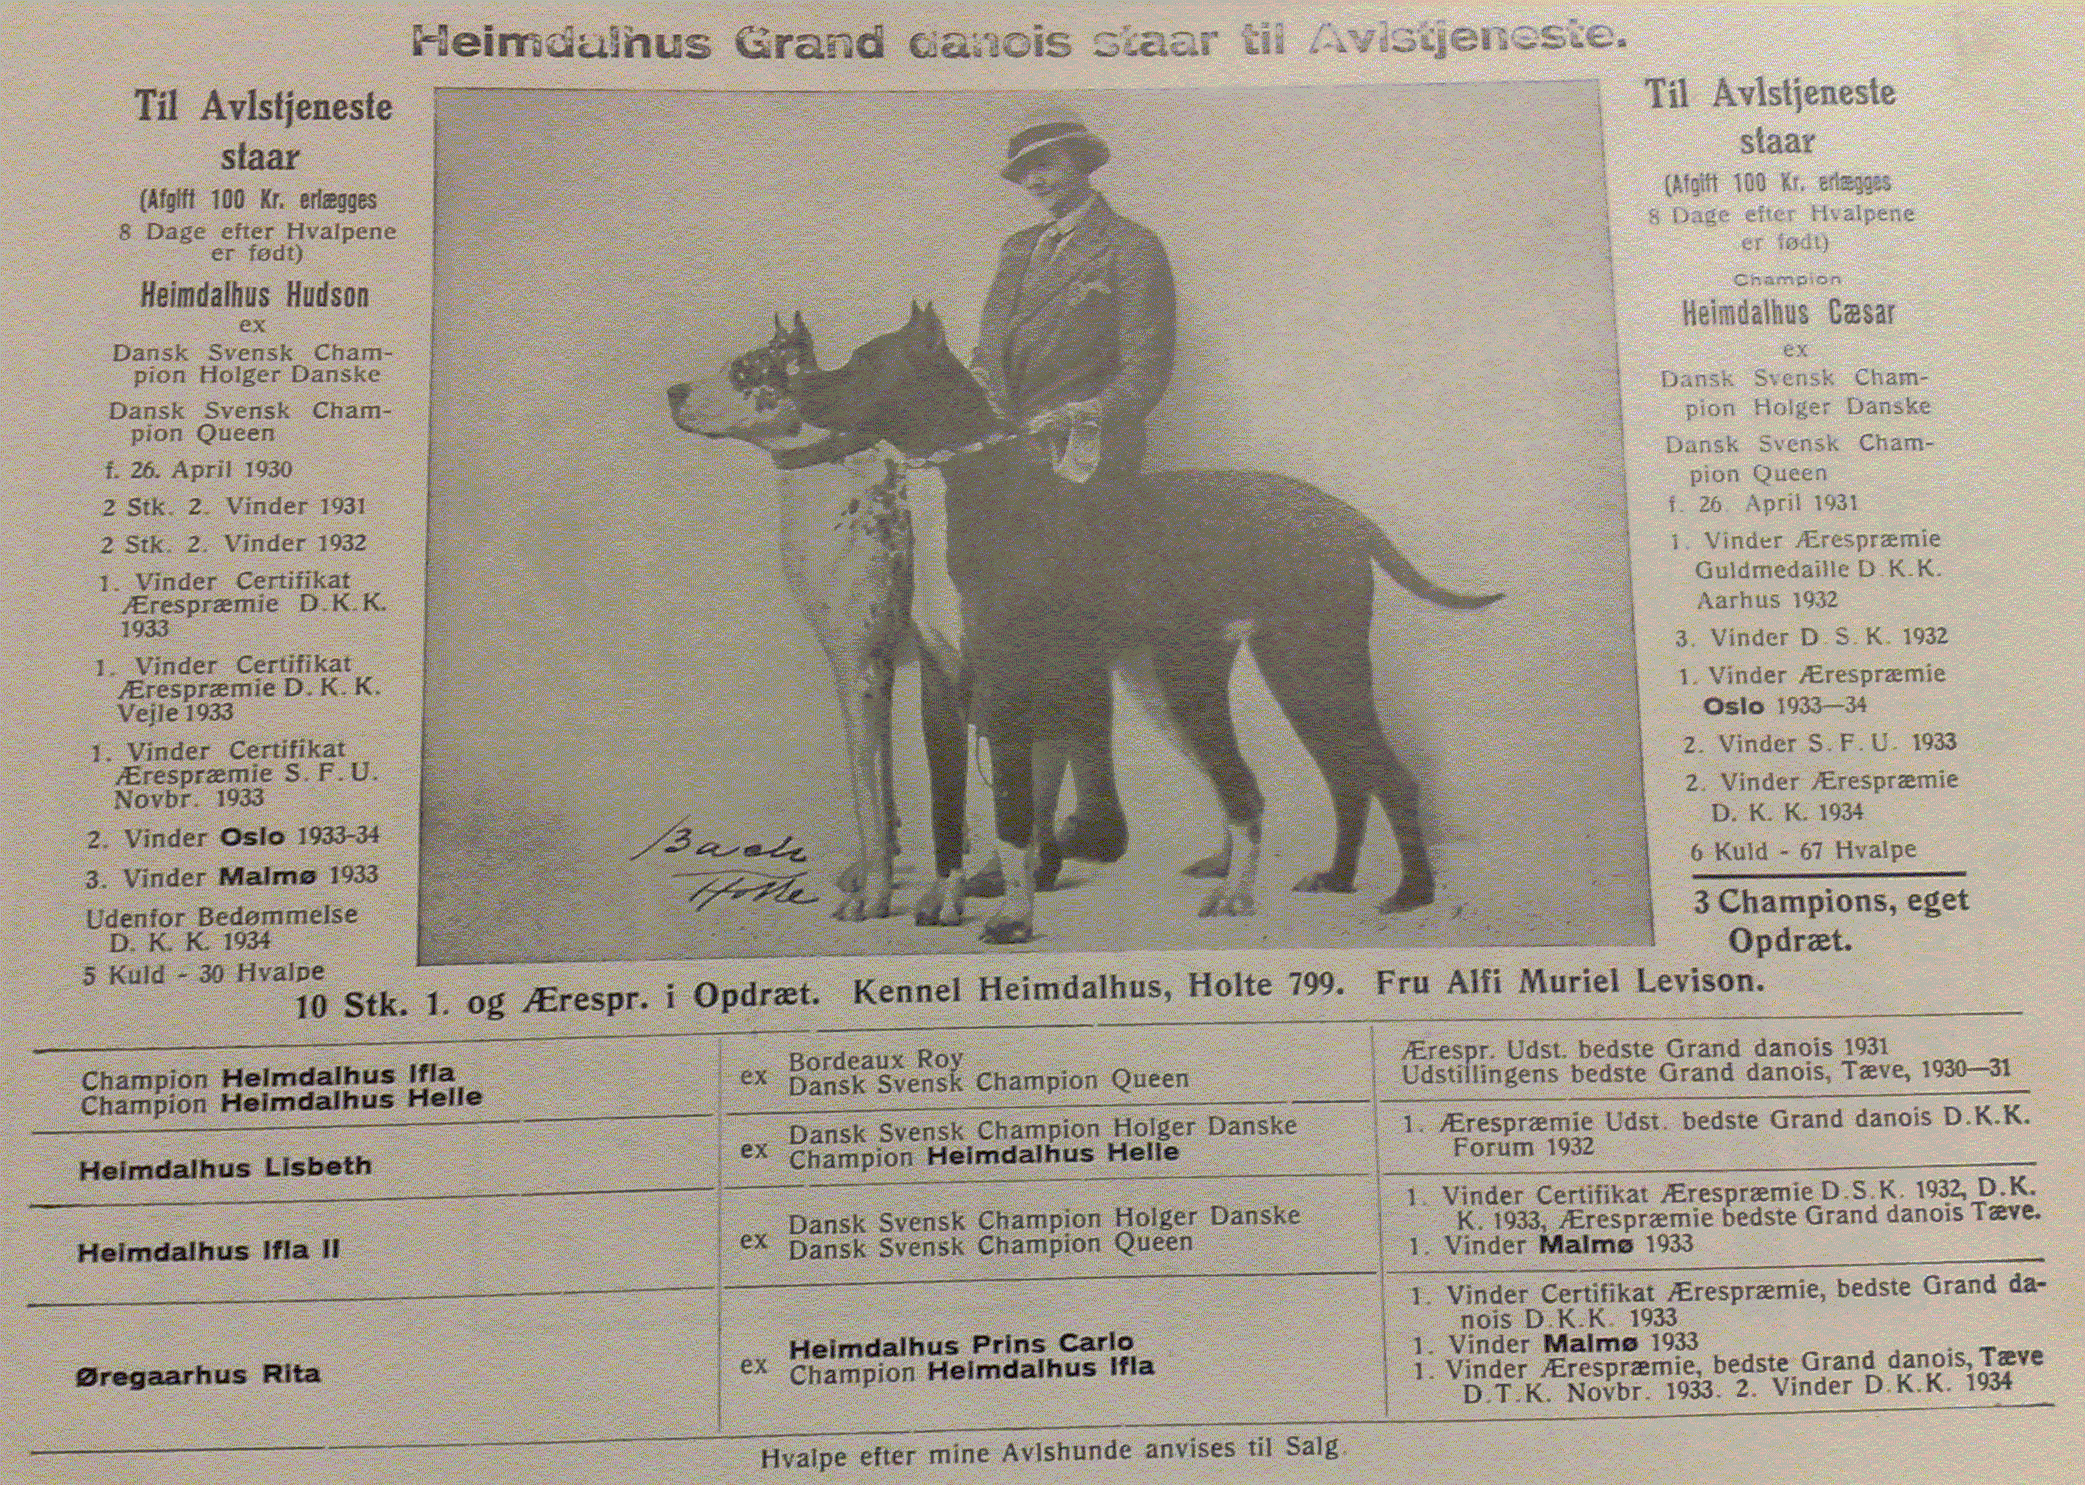 Heimdalhus Grand danois staar til Avlstjeneste.
Til Avlstjeneste
staar
(Afgift 100 Kr. erlægges
8 Dage efter Hvalpene
er født)
Heimdalhus Hudson
ex
Dansk Svensk Cham-
pion Holger Danske
Dansk Svensk Cham-
pion Queen
f. 26. April 1930
2 Stk. 2. Vinder 1931
2 Stk. 2. Vinder 1932
1. Vinder Certifikat
Ærespræmie D.K.K.
1933
1. Vinder Certifikat
Ærespræmie D.K.K.
Vejle 1933
1. Vinder Certifikat
Ærespræmie S.F.U.
Novbr. 1933
2. Vinder Oslo 1933-34
3. Vinder Malmø 1933
Udenfor Bedømmelse
D. K. K. 1934
5 Kuld - 30 Hvalpe
Back
Holte
Til Avlstjeneste
staar
(Afgift 100 Kr. erlægges
8 Dage efter Hvalpene
er født)
Champion
Heimdalhus Cæsar
ex
Dansk Svensk Cham-
pion Holger Danske
Dansk Svensk Cham-
pion Queen
f. 26. April 1931
1. Vinder Ærespræmie
Guldmedaille D.K.K.
Aarhus 1932
3. Vinder D.S.K. 1932
1. Vinder Ærespræmie
Oslo 1933—34
2. Vinder S.F.U. 1933
2. Vinder Ærespræmie
D. K. K. 1934
6 Kuld - 67 Hvalpe
3 Champions, eget
Opdræt.
10 Stk. 1. og Ærespr. i Opdræt. Kennel Heimdalhus, Holte 799. Fru Alfi Muriel Levison.
Champion Heimdalhus Ifla
Champion Heimdalhus Helle
ex Bordeaux Roy
Dansk Svensk Champion Queen
Ærespr. Udst. bedste Grand danois 1931
Udstillingens bedste Grand danois, Tæve, 1930—31
Heimdalhus Lisbeth
ex Dansk Svensk Champion Holger Danske
Champion Heimdalhus Helle
1. Ærespræmie Udst. bedste Grand danois D.K.K.
Forum 1932
Heimdalhus Ifla II
ex Dansk Svensk Champion Holger Danske
Dansk Svensk Champion Queen
1. Vinder Certifikat Ærespræmie D.S.K. 1932, D.K.
K. 1933, Ærespræmie bedste Grand danois Tæve.
1. Vinder Malmø 1933
Øregaarhus Rita
ex Heimdalhus Prins Carlo
Champion Heimdalhus Ifla
1. Vinder Certifikat Ærespræmie, bedste Grand da-
nois D.K.K. 1933
1. Vinder Malmø 1933
1. Vinder Ærespræmie, bedste Grand danois, Tæve
D.T.K. Novbr. 1933. 2. Vinder D.K.K. 1934
Hvalpe efter mine Avlshunde anvises til Salg.